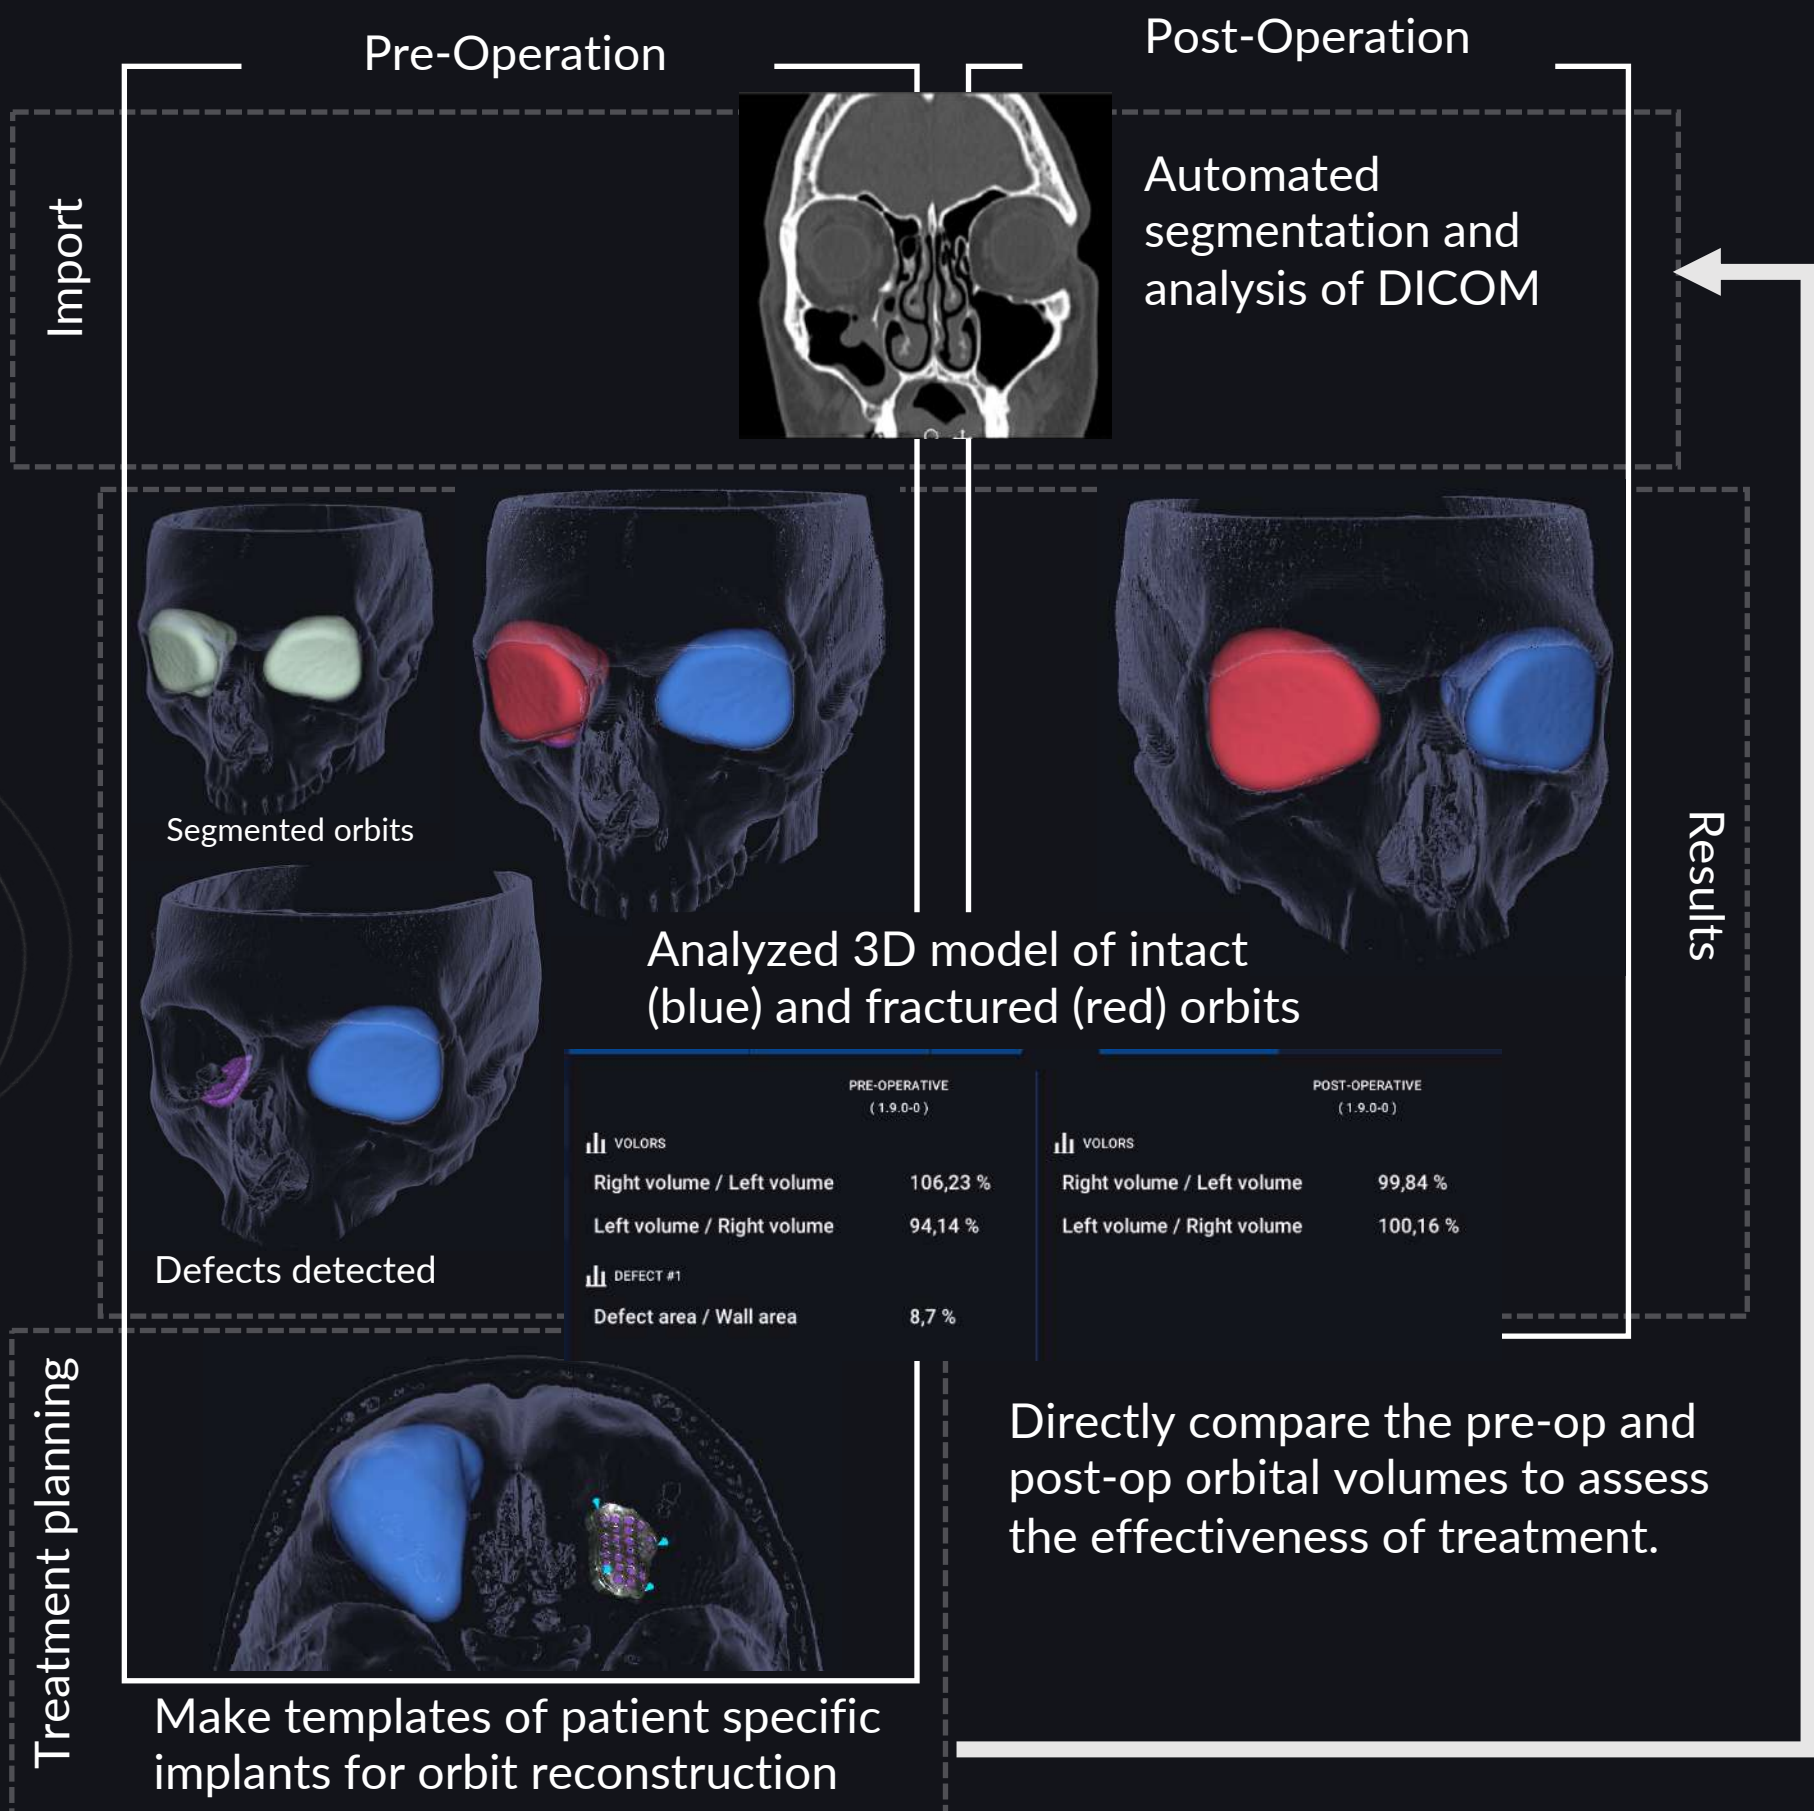 Pre-Operation
Post-Operation
Import
Automated
segmentation and
analysis of DICOM
Segmented orbits
Results
Analyzed 3D model of intact
(blue) and fractured (red) orbits
Defects detected
PRE-OPERATIVE
( 1.9.0-0 )
VOLORS
Right volume / Left volume 106,23 %
Left volume / Right volume 94,14 %
DEFECT #1
Defect area / Wall area 8,7 %
POST-OPERATIVE
( 1.9.0-0 )
VOLORS
Right volume / Left volume 99,84 %
Left volume / Right volume 100,16 %
Treatment planning
Directly compare the pre-op and
post-op orbital volumes to assess
the effectiveness of treatment.
Make templates of patient specific
implants for orbit reconstruction